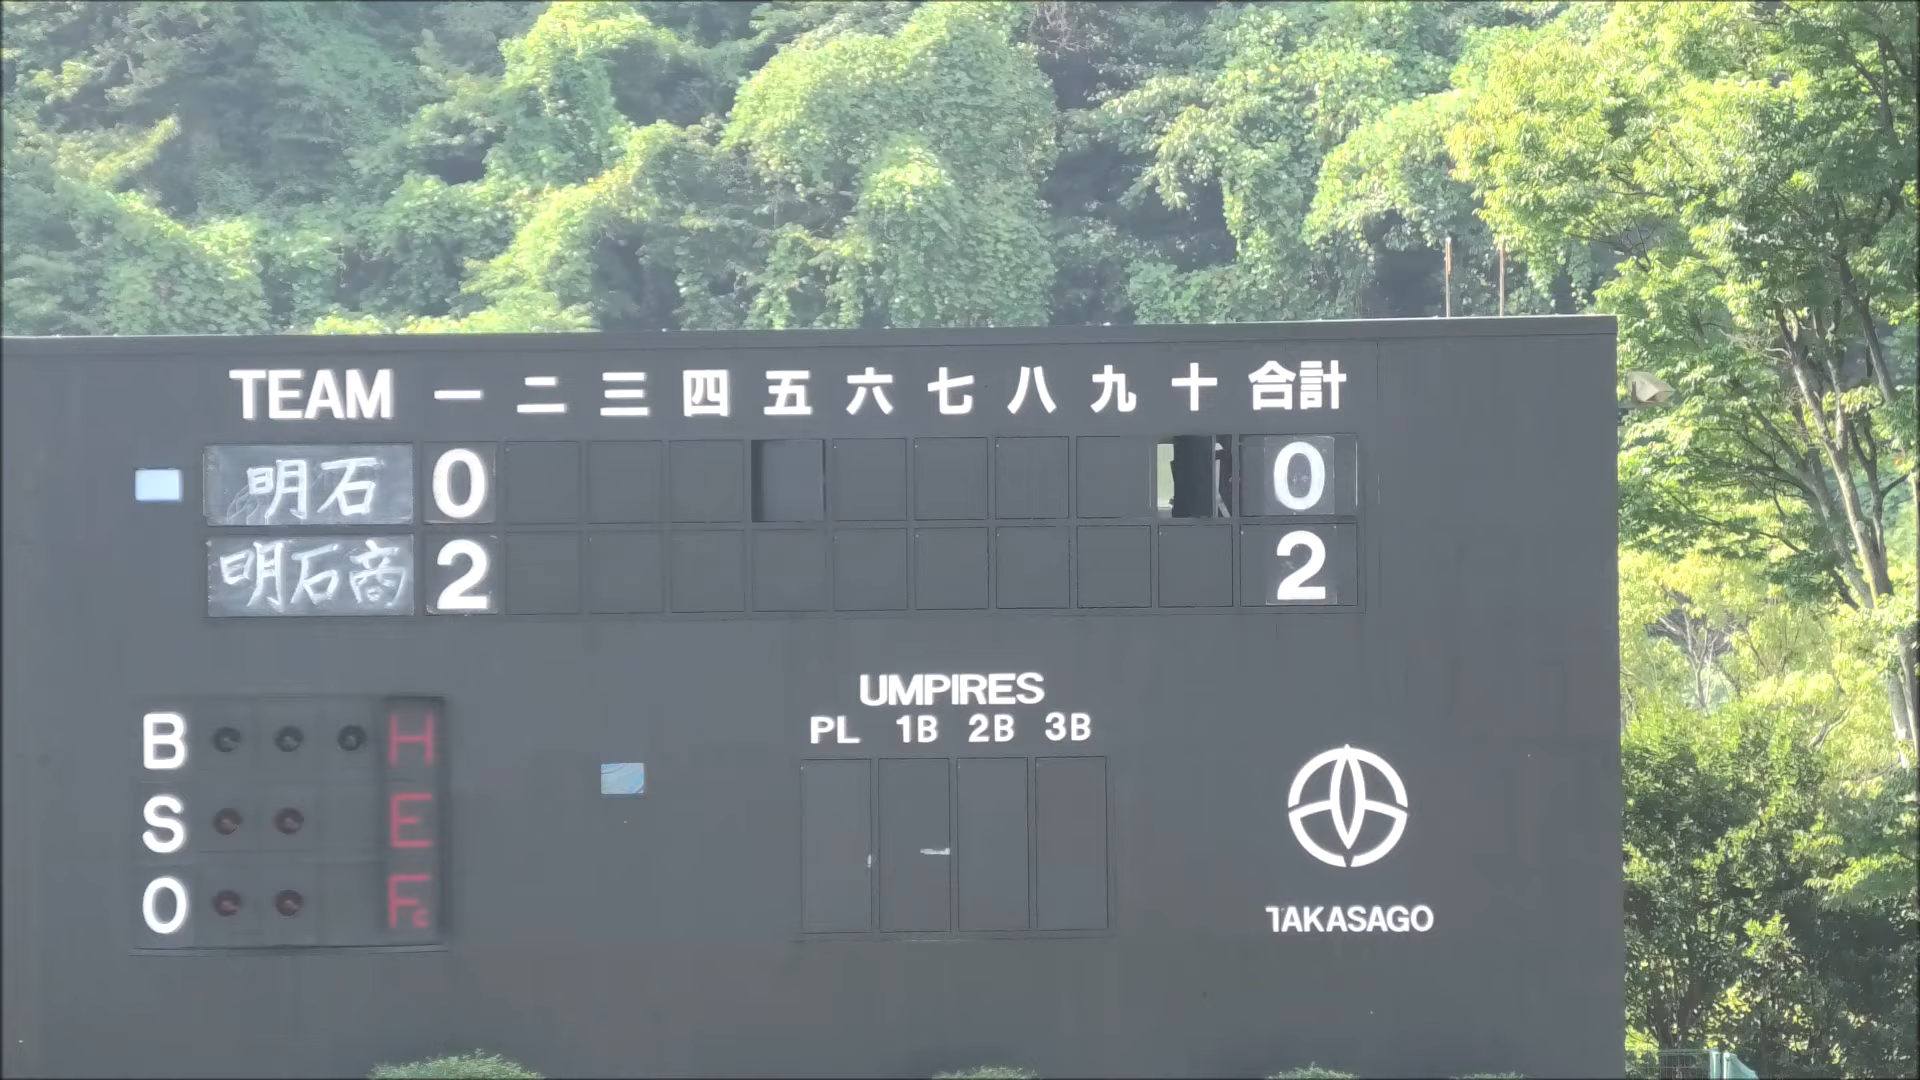 TEAM 一 二 三 四 五 六 七 八 九 十 合計
明石 0 0
明石商 2 2
UMPIRES
PL 1B 2B 3B
B H
S E
O Fc
TAKASAGO